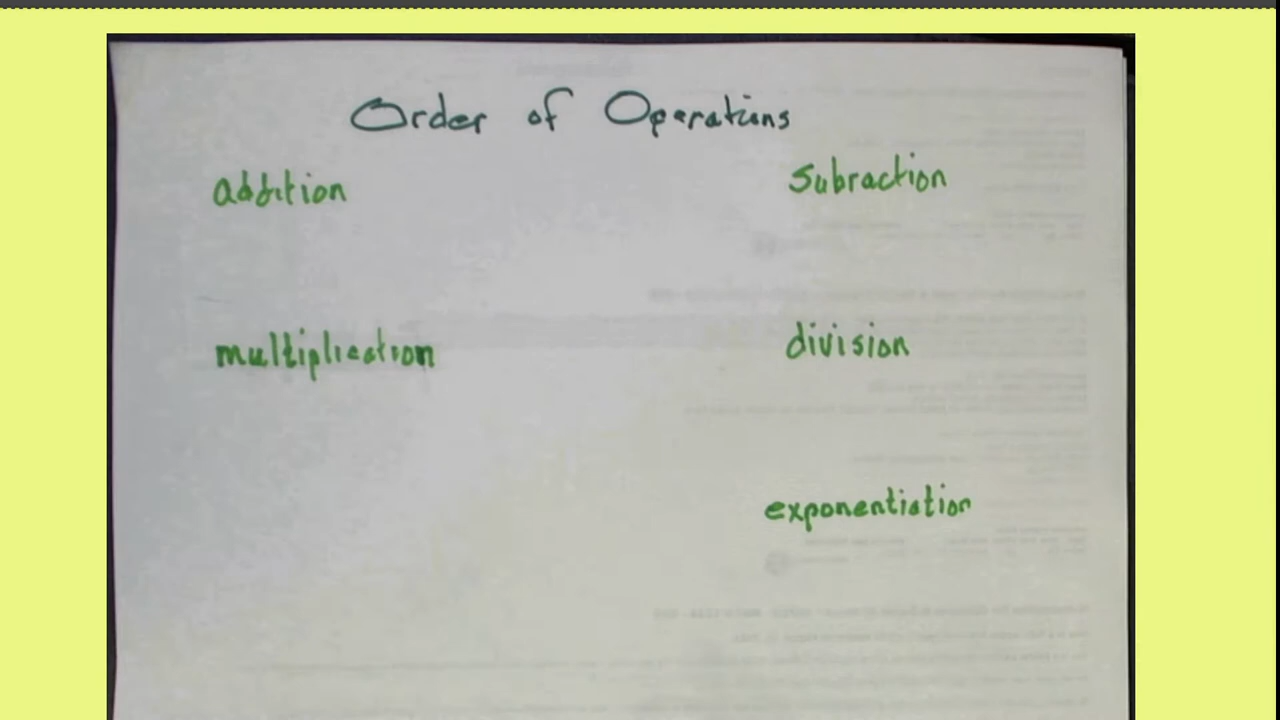 Order of Operations
addition subraction
multiplication division
exponentiation